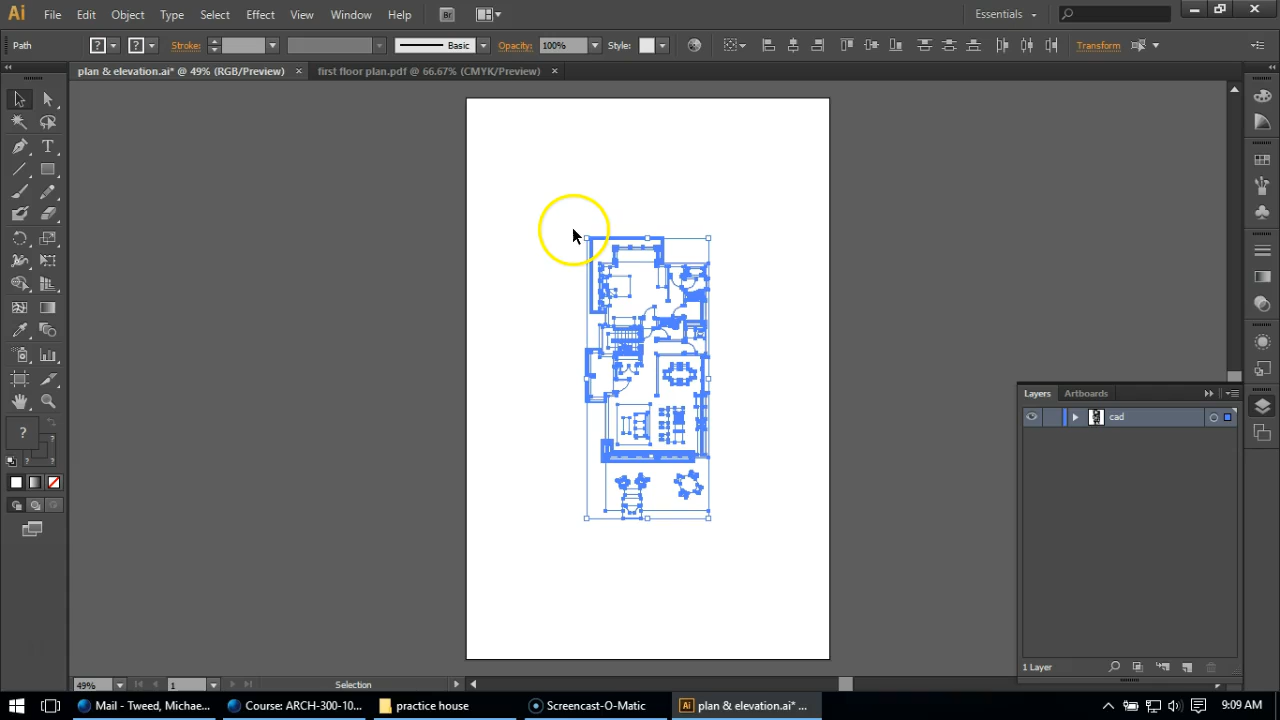 Ai File Edit Object Type Select Effect View Window Help Br Essentials
Path ? ? Stroke: Basic Opacity: 100% Style: Transform
plan & elevation.ai* @ 49% (RGB/Preview) × first floor plan.pdf @ 66.67% (CMYK/Preview) ×
T
Layers Artboards
cad
?
?
1 Layer
49% 1 Selection
Mail - Tweed, Michae... Course: ARCH-300-10... practice house Screencast-O-Matic Ai plan & elevation.ai* ... 9:09 AM